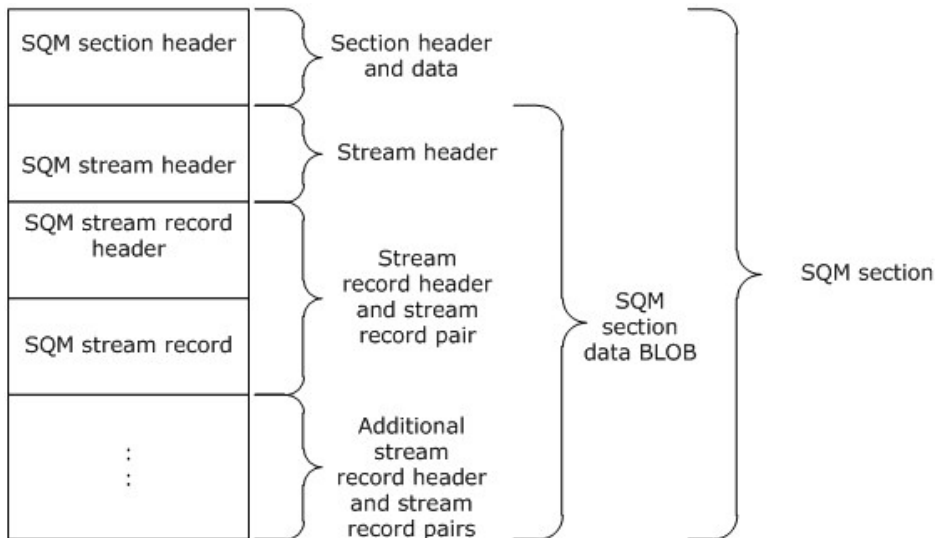 SQM section header
Section header
and data
SQM stream header
Stream header
SQM stream record
header
Stream
record header
and stream
record pair
SQM stream record
Additional
stream
record header
and stream
record pairs
:
:
SQM
section
data BLOB
SQM section